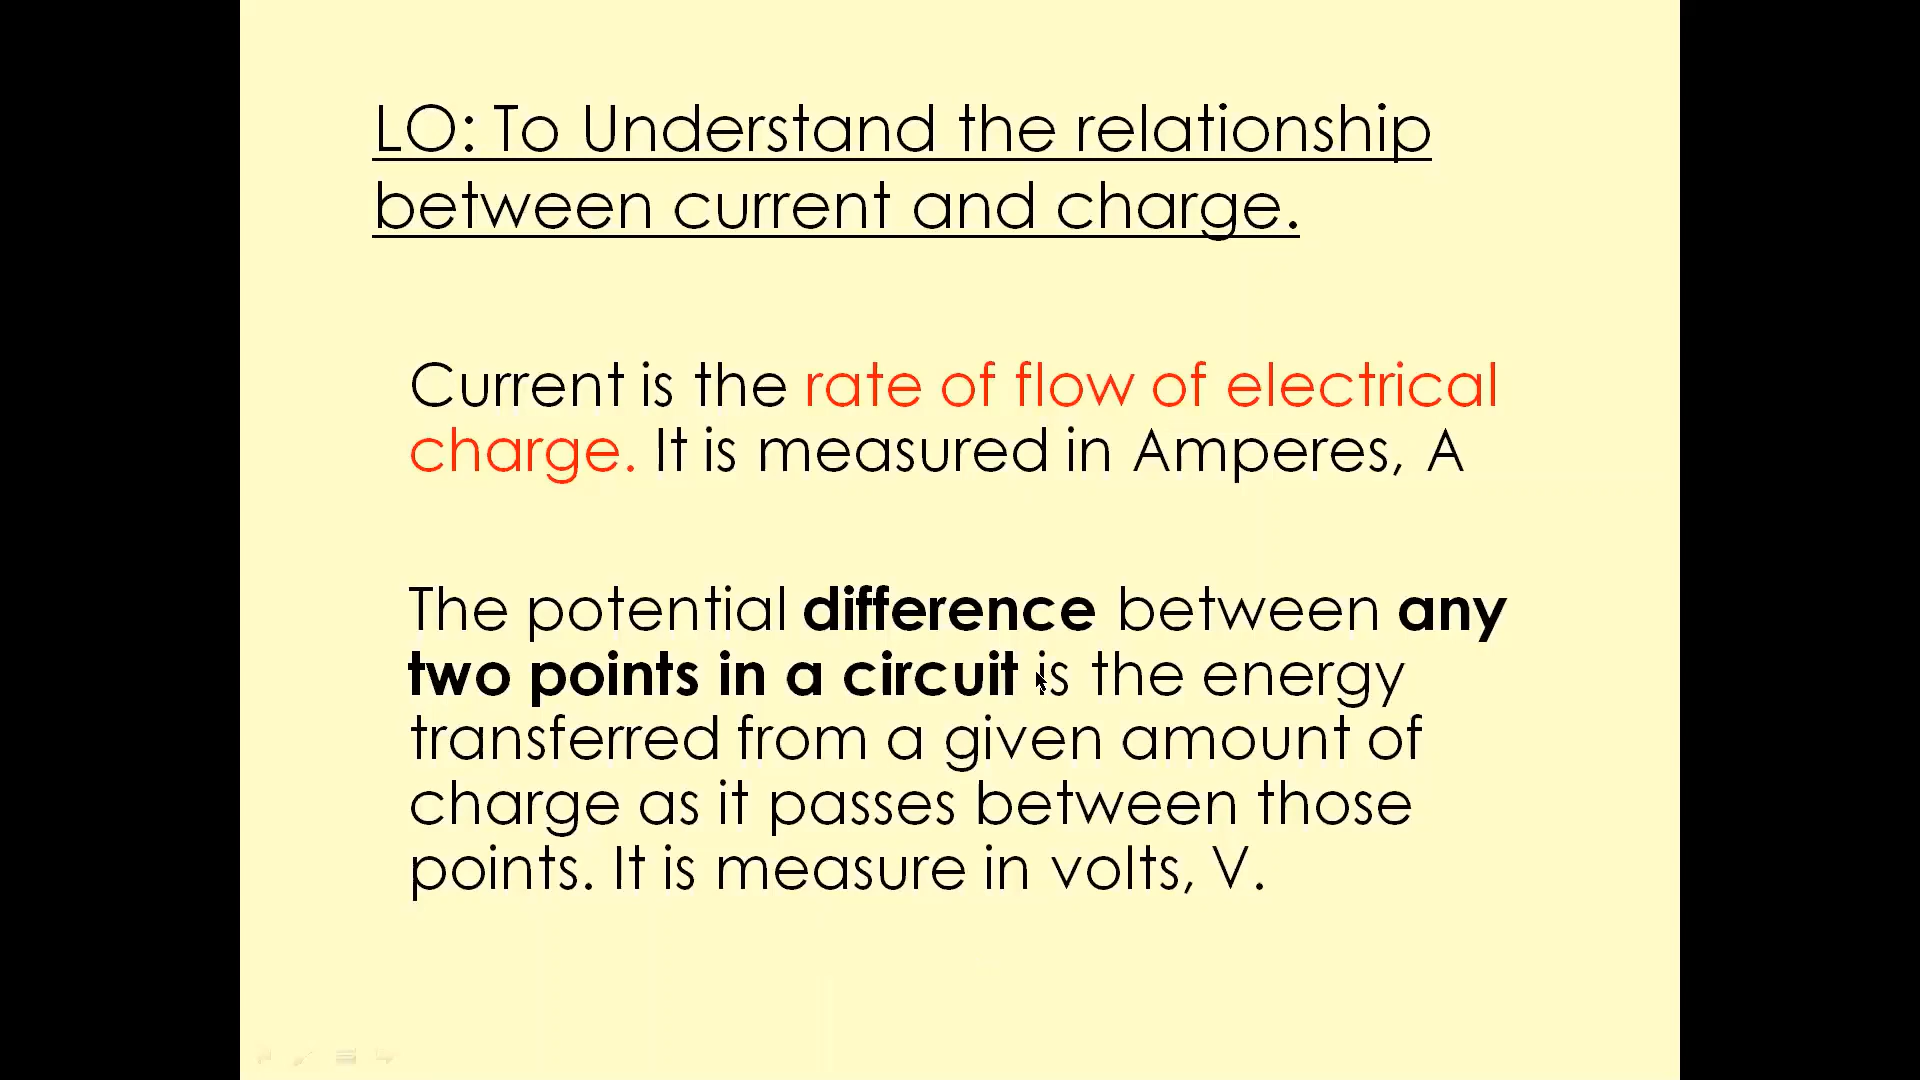 LO: To Understand the relationship
between current and charge.
Current is the rate of flow of electrical
charge. It is measured in Amperes, A
The potential difference between any
two points in a circuit is the energy
transferred from a given amount of
charge as it passes between those
points. It is measure in volts, V.